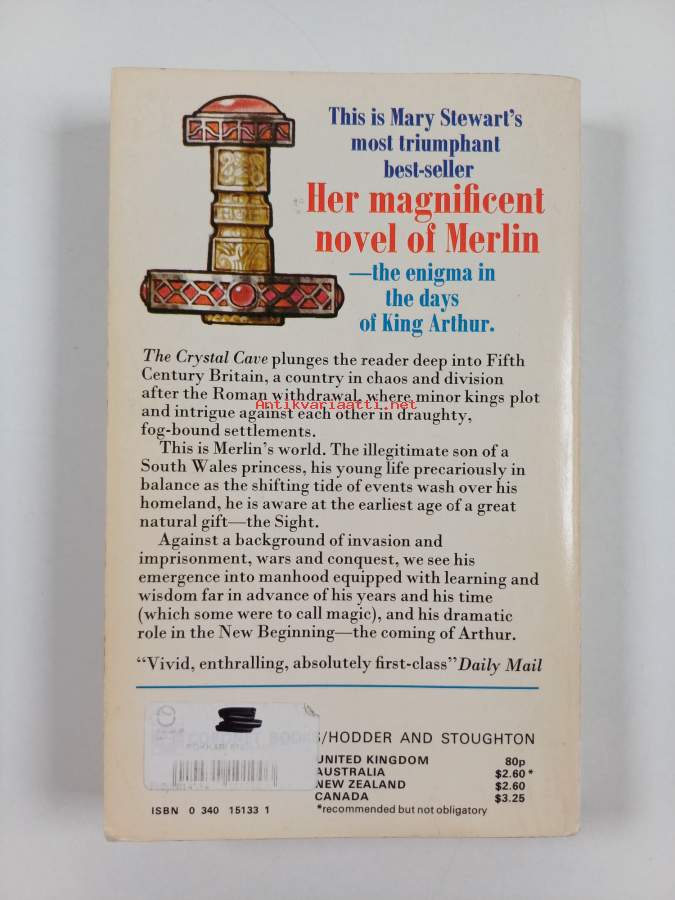 This is Mary Stewart's
most triumphant
best-seller
Her magnificent
novel of Merlin
—the enigma in
the days
of King Arthur.
The Crystal Cave plunges the reader deep into Fifth
Century Britain, a country in chaos and division
after the Roman withdrawal, where minor kings plot
Antikvariaatti.net
and intrigue against each other in draughty,
fog-bound settlements.
This is Merlin's world. The illegitimate son of a
South Wales princess, his young life precariously in
balance as the shifting tide of events wash over his
homeland, he is aware at the earliest age of a great
natural gift—the Sight.
Against a background of invasion and
imprisonment, wars and conquest, we see his
emergence into manhood equipped with learning and
wisdom far in advance of his years and his time
(which some were to call magic), and his dramatic
role in the New Beginning—the coming of Arthur.
“Vivid, enthralling, absolutely first-class” Daily Mail
/HODDER AND STOUGHTON
UNITED KINGDOM 80p
AUSTRALIA $2.60*
NEW ZEALAND $2.60
CANADA $3.25
ISBN 0 340 15133 1 *recommended but not obligatory